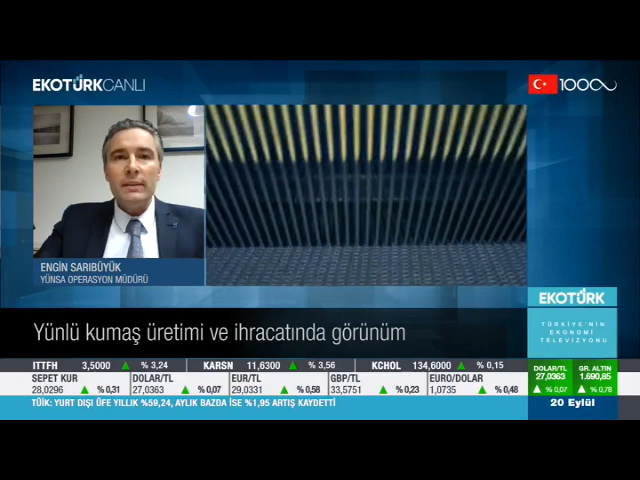 EKOTÜRKCANLI
100
ENGİN SARIBÜYÜK
YÜNSA OPERASYON MÜDÜRÜ
EKOTÜRK
TÜRKİYE'NİN
EKONOMİ
TELEVİZYONU
Yünlü kumaş üretimi ve ihracatında görünüm
ITTFH 3,5000 % 3,24 KARSN 11,6300 % 3,56 KCHOL 134,6000 % 0,15
SEPET KUR DOLAR/TL EUR/TL GBP/TL EURO/DOLAR
28,0296 % 0,31 27,0363 % 0,07 29,0331 % 0,58 33,5751 % 0,23 1,0735 % 0,48
DOLAR/TL GR. ALTIN
27,0363 1.690,85
% 0,07 % 0,78
TÜİK: YURT DIŞI ÜFE YILLIK %59,24, AYLIK BAZDA İSE %1,95 ARTIŞ KAYDETTİ
20 Eylül